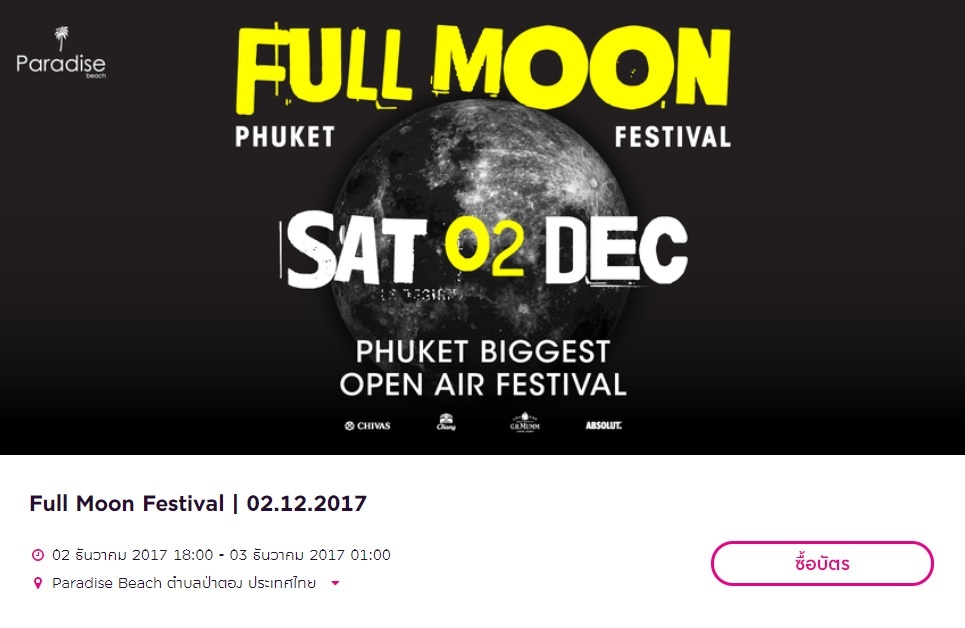 Paradise
beach
FULL MOON
PHUKET FESTIVAL
SAT 02 DEC
PHUKET BIGGEST
OPEN AIR FESTIVAL
CHIVAS Chang G.H.MUMM ABSOLUT.
Full Moon Festival | 02.12.2017
02 ธันวาคม 2017 18:00 - 03 ธันวาคม 2017 01:00
Paradise Beach ตำบลป่าตอง ประเทศไทย
ซื้อบัตร